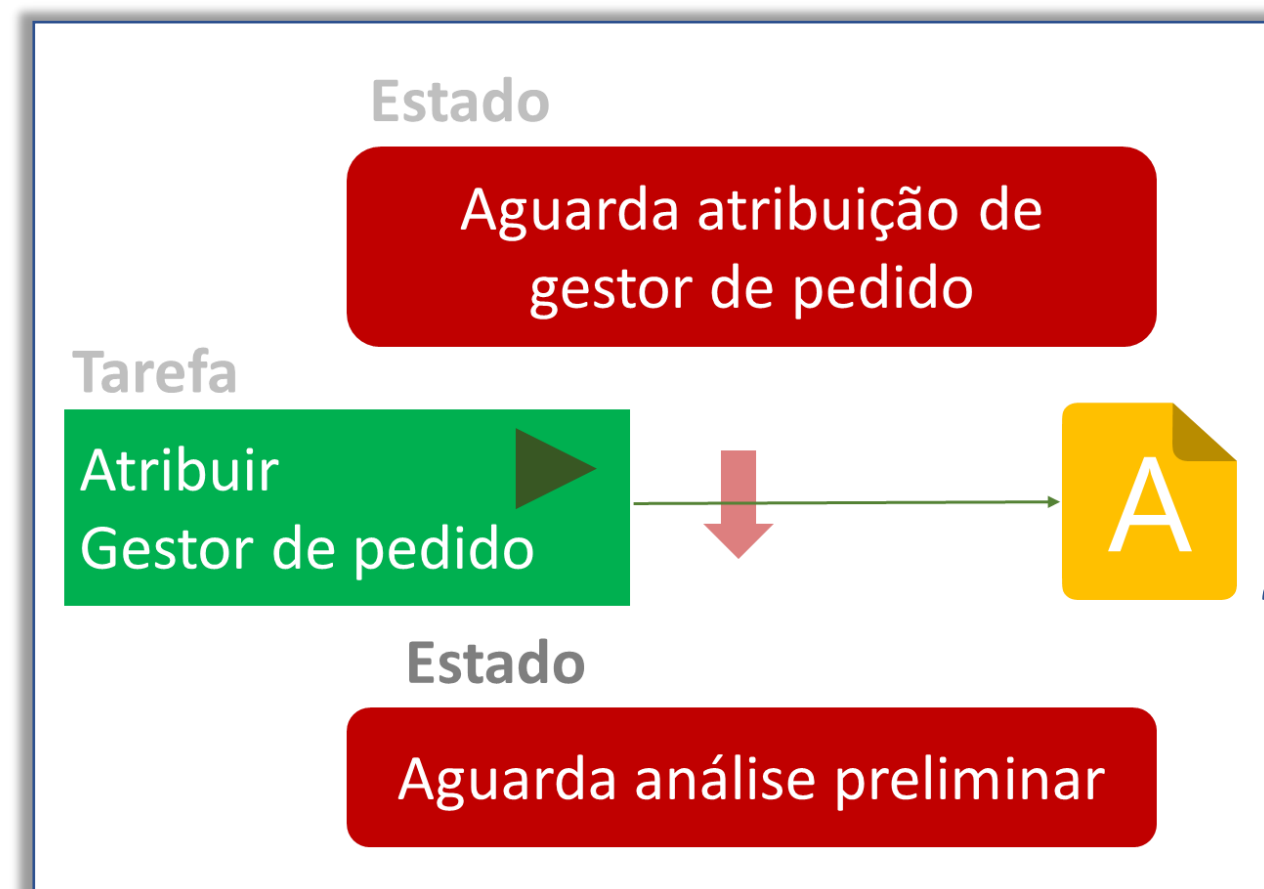 Estado
Aguarda atribuição de
gestor de pedido
Tarefa
Atribuir
Gestor de pedido
A
Estado
Aguarda análise preliminar